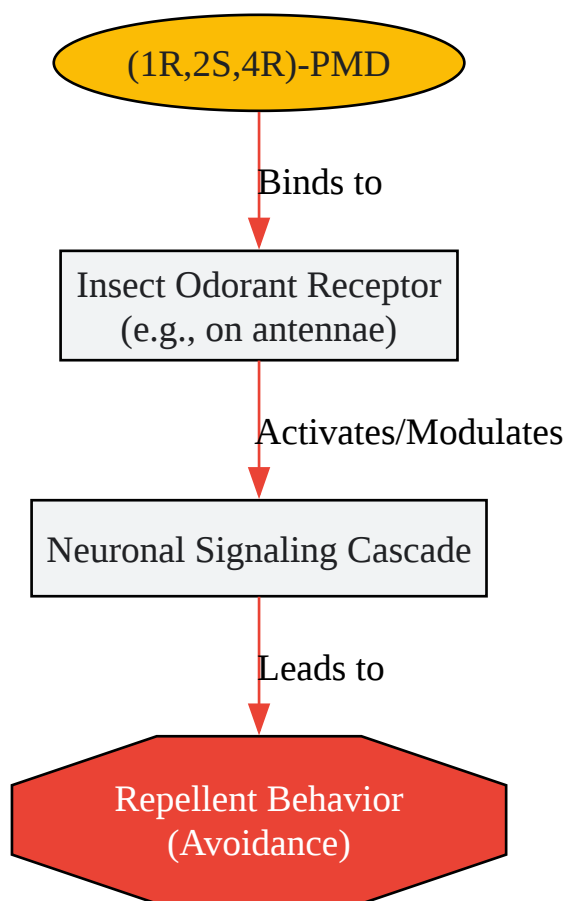 (1R,2S,4R)-PMD
Binds to
Insect Odorant Receptor
(e.g., on antennae)
Activates/Modulates
Neuronal Signaling Cascade
Leads to
Repellent Behavior
(Avoidance)